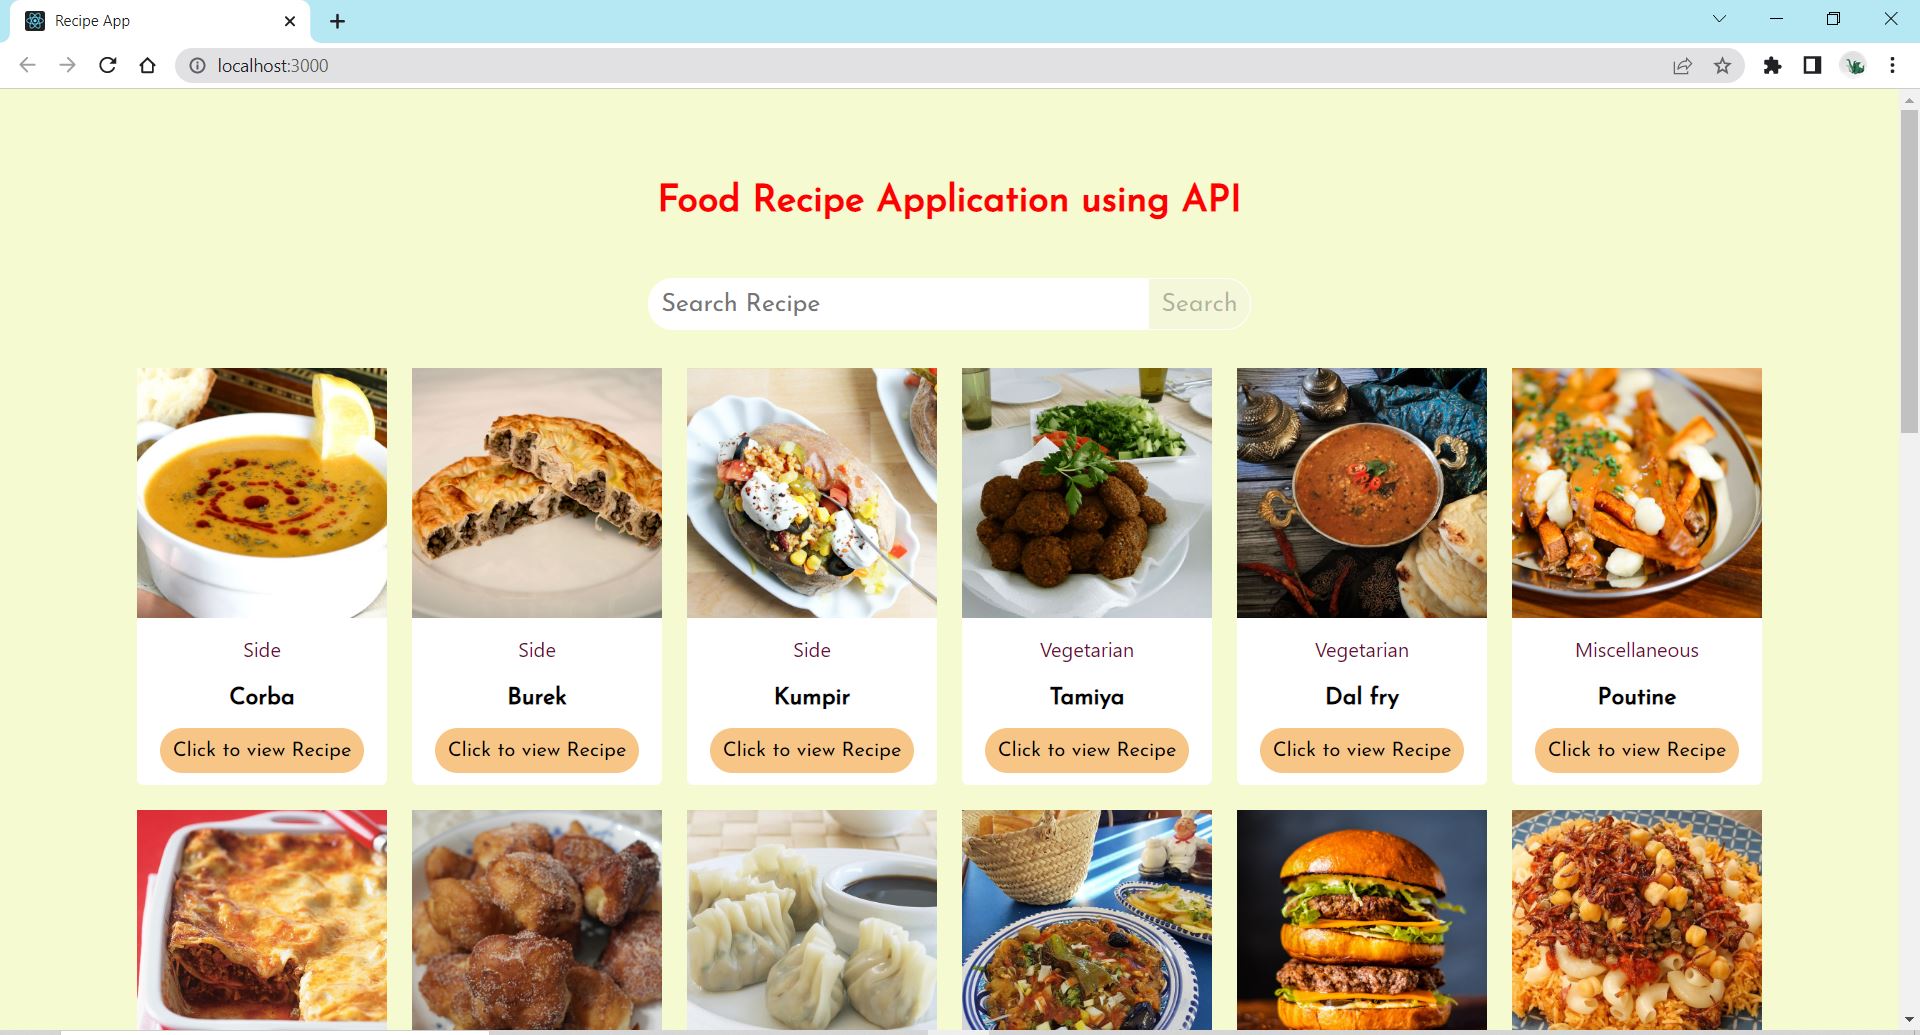 Recipe App
localhost:3000
Food Recipe Application using API
Search Recipe
Search
Side
Side
Side
Vegetarian
Vegetarian
Miscellaneous
Corba
Burek
Kumpir
Tamiya
Dal fry
Poutine
Click to view Recipe
Click to view Recipe
Click to view Recipe
Click to view Recipe
Click to view Recipe
Click to view Recipe